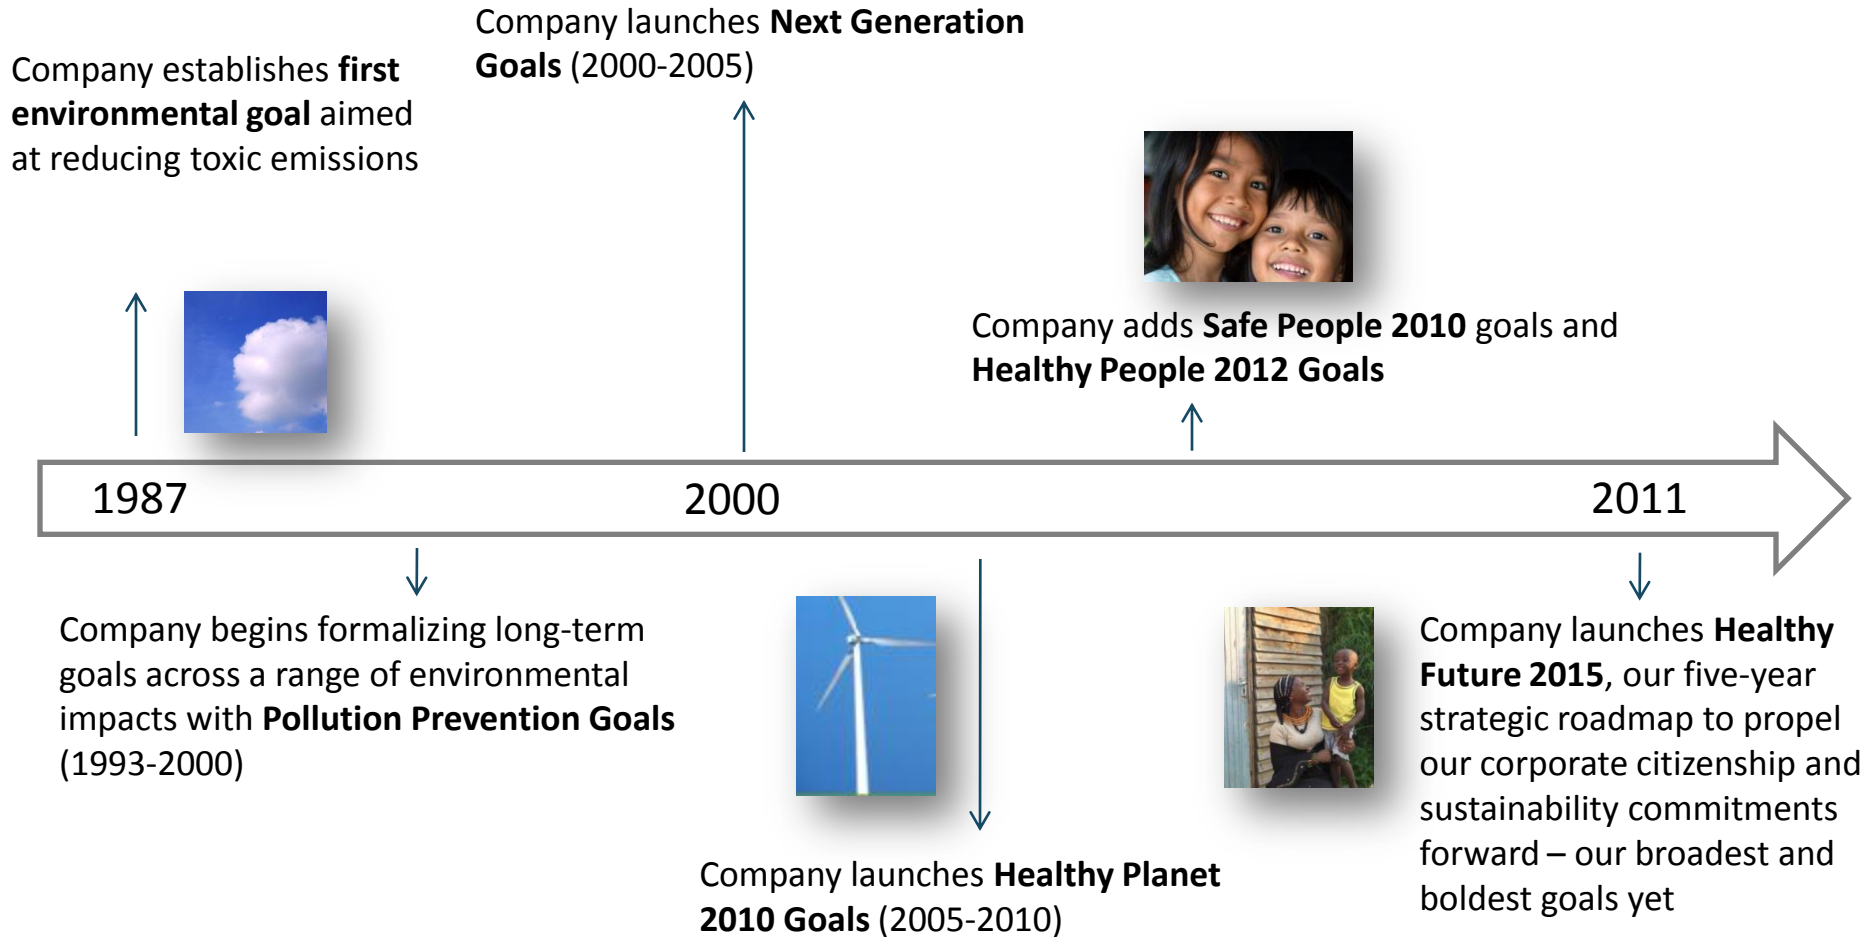 Company launches Next Generation
Goals (2000-2005)
Company establishes first
environmental goal aimed
at reducing toxic emissions
Company adds Safe People 2010 goals and
Healthy People 2012 Goals
1987
2000
2011
Company begins formalizing long-term
goals across a range of environmental
impacts with Pollution Prevention Goals
(1993-2000)
Company launches Healthy Planet
2010 Goals (2005-2010)
Company launches Healthy
Future 2015, our five-year
strategic roadmap to propel
our corporate citizenship and
sustainability commitments
forward – our broadest and
boldest goals yet